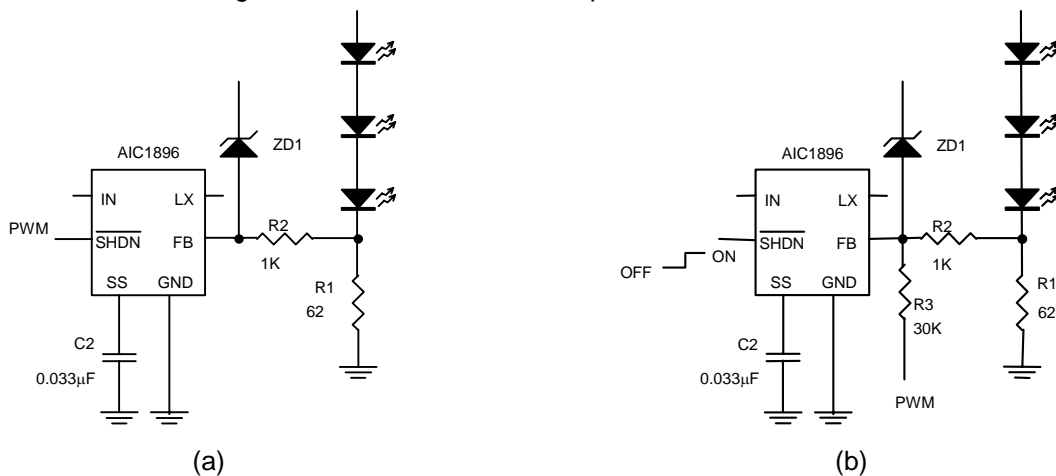 AIC1896
IN
LX
PWM
SHDN
FB
SS
GND
ZD1
R2
1K
R1
62
C2
0.033µF
(a)
AIC1896
IN
LX
OFF
ON
SHDN
FB
SS
GND
ZD1
R2
1K
R3
30K
R1
62
C2
0.033µF
PWM
(b)